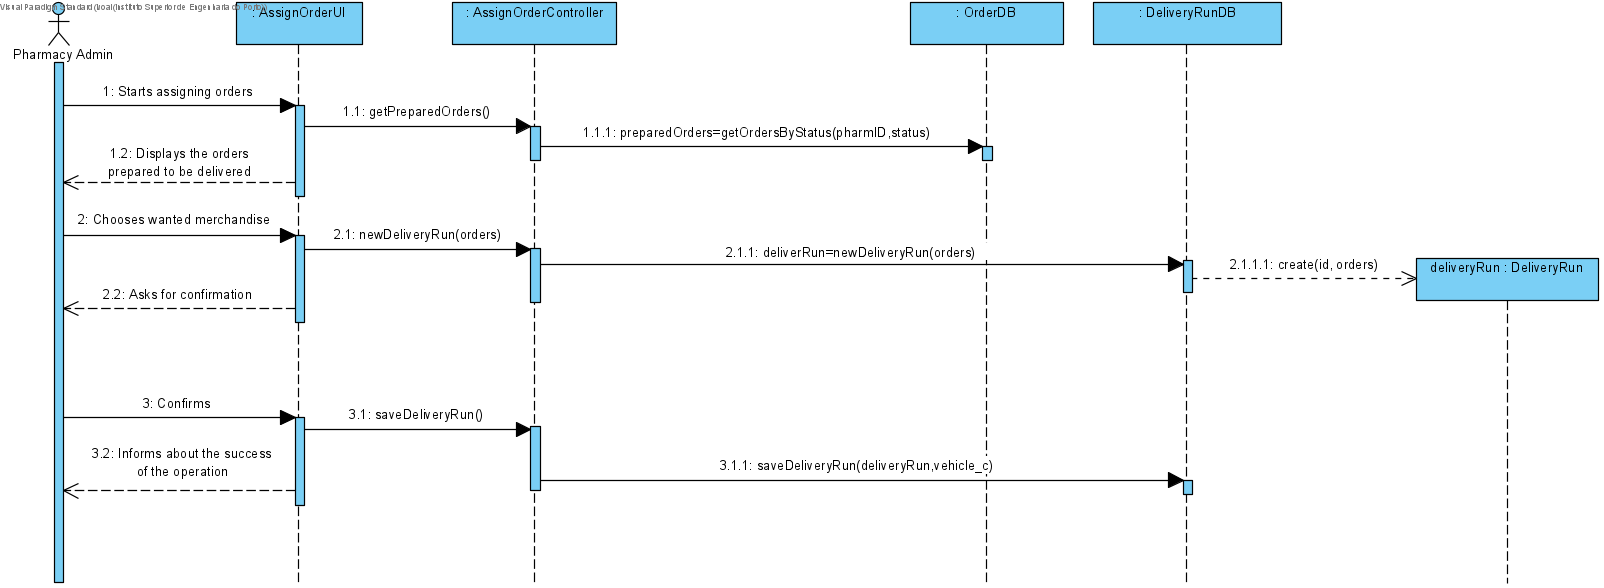 Visual Paradigm Standard (Isoal (Instituto Superior de Engenharia do Porto))
: AssignOrderUI
: AssignOrderController
: OrderDB
: DeliveryRunDB
Pharmacy Admin
1: Starts assigning orders
1.1: getPreparedOrders()
1.1.1: preparedOrders=getOrdersByStatus(pharmID,status)
1.2: Displays the orders
prepared to be delivered
2: Chooses wanted merchandise
2.1: newDeliveryRun(orders)
2.1.1: deliverRun=newDeliveryRun(orders)
2.1.1.1: create(id, orders)
deliveryRun : DeliveryRun
2.2: Asks for confirmation
3: Confirms
3.1: saveDeliveryRun()
3.2: Informs about the success
of the operation
3.1.1: saveDeliveryRun(deliveryRun,vehicle_c)